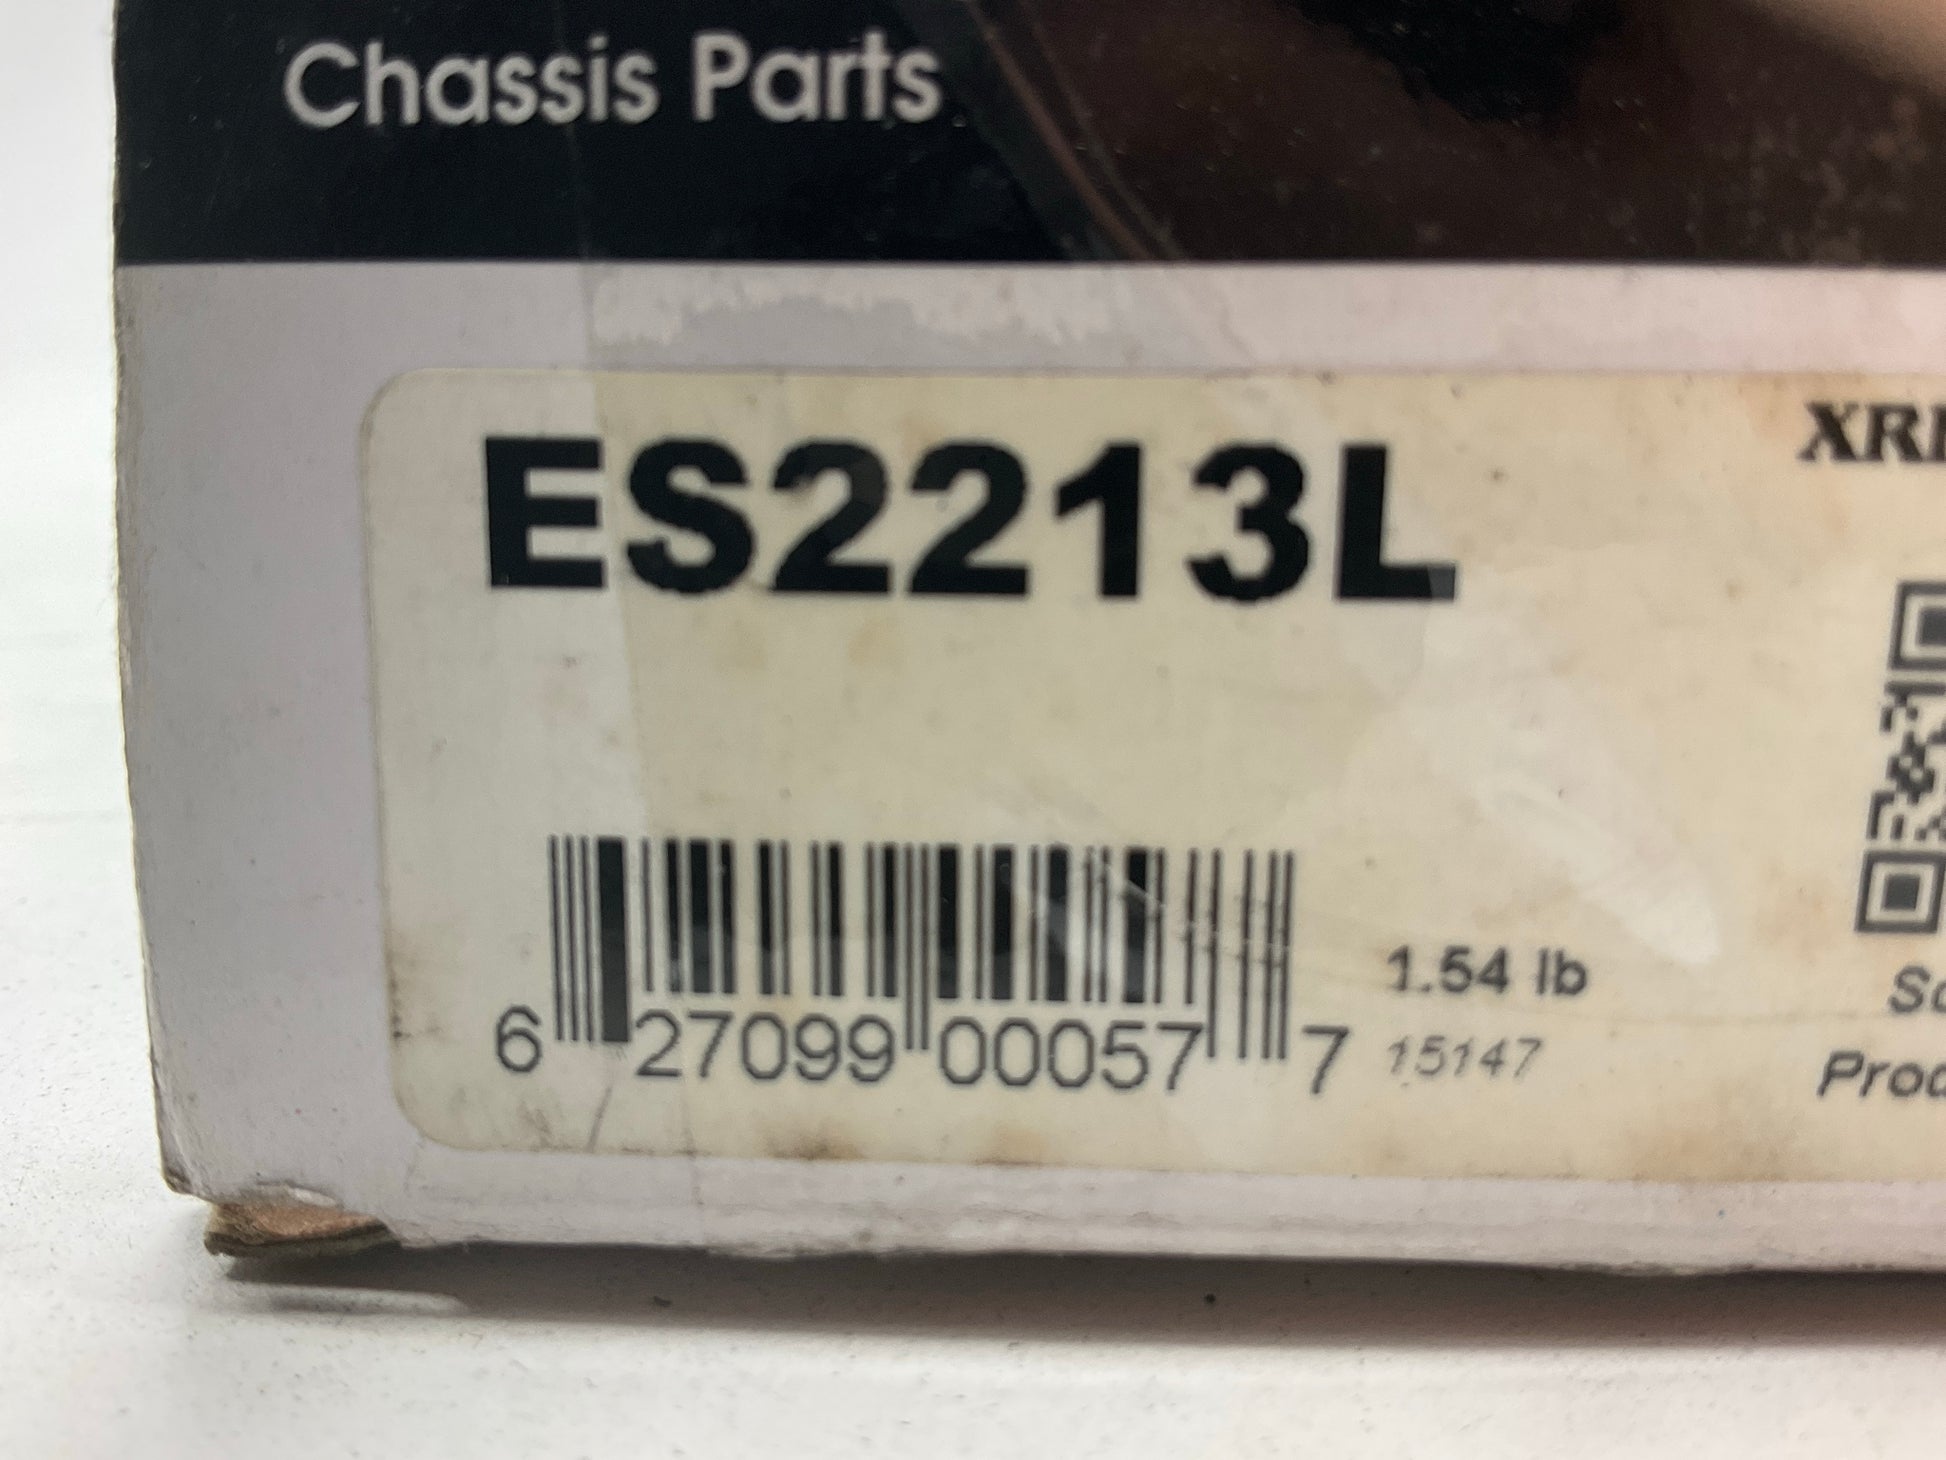 Chassis Parts
ES2213L
1.54 lb
6 27099 00057 7
15147